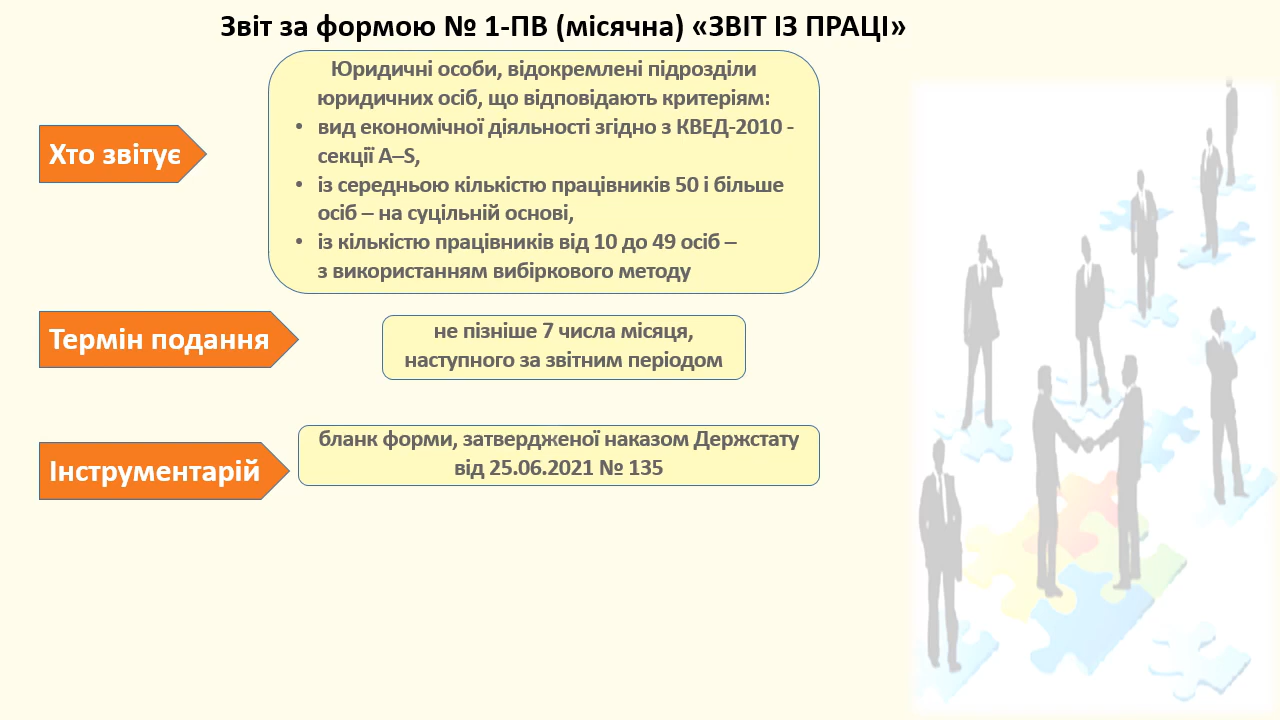 Звіт за формою № 1-ПВ (місячна) «ЗВІТ ІЗ ПРАЦІ»
Хто звітує
Юридичні особи, відокремлені підрозділи
юридичних осіб, що відповідають критеріям:
• вид економічної діяльності згідно з КВЕД-2010 -
секції А–S,
• із середньою кількістю працівників 50 і більше
осіб – на суцільній основі,
• із кількістю працівників від 10 до 49 осіб –
з використанням вибіркового методу
Термін подання
не пізніше 7 числа місяця,
наступного за звітним періодом
Інструментарій
бланк форми, затвердженої наказом Держстату
від 25.06.2021 № 135